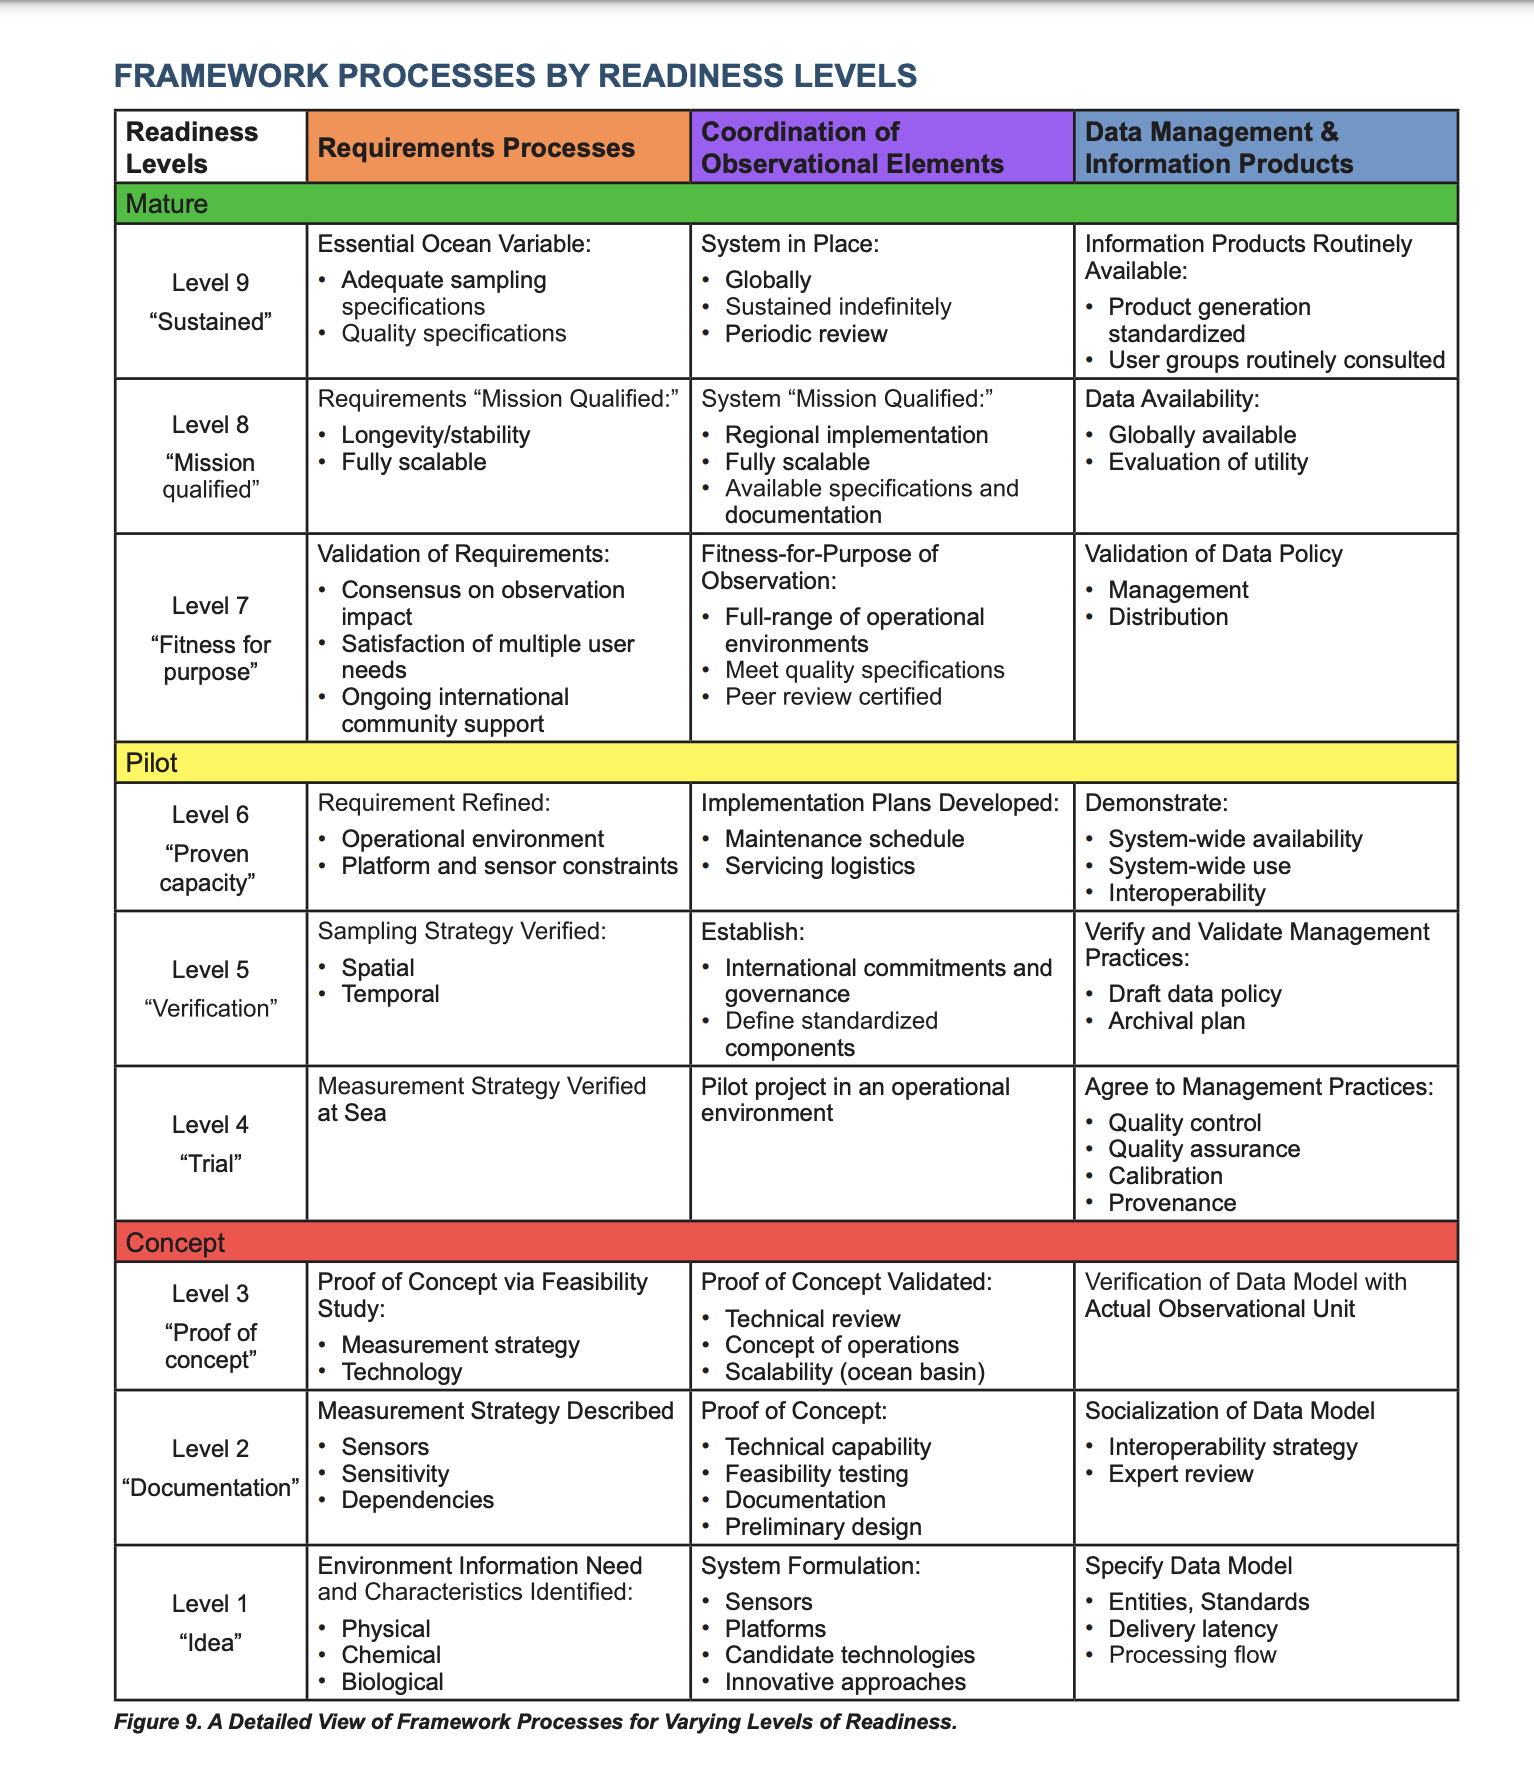 FRAMEWORK PROCESSES BY READINESS LEVELS
Readiness
Levels
Requirements Processes
Coordination of
Observational Elements
Data Management &
Information Products
Mature
Level 9
“Sustained”
Essential Ocean Variable:
• Adequate sampling
specifications
• Quality specifications
System in Place:
• Globally
• Sustained indefinitely
• Periodic review
Information Products Routinely
Available:
• Product generation
standardized
• User groups routinely consulted
Level 8
“Mission
qualified”
Requirements “Mission Qualified:”
• Longevity/stability
• Fully scalable
System “Mission Qualified:”
• Regional implementation
• Fully scalable
• Available specifications and
documentation
Data Availability:
• Globally available
• Evaluation of utility
Level 7
“Fitness for
purpose”
Validation of Requirements:
• Consensus on observation
impact
• Satisfaction of multiple user
needs
• Ongoing international
community support
Fitness-for-Purpose of
Observation:
• Full-range of operational
environments
• Meet quality specifications
• Peer review certified
Validation of Data Policy
• Management
• Distribution
Pilot
Level 6
“Proven
capacity”
Requirement Refined:
• Operational environment
• Platform and sensor constraints
Implementation Plans Developed:
• Maintenance schedule
• Servicing logistics
Demonstrate:
• System-wide availability
• System-wide use
• Interoperability
Level 5
“Verification”
Sampling Strategy Verified:
• Spatial
• Temporal
Establish:
• International commitments and
governance
• Define standardized
components
Verify and Validate Management
Practices:
• Draft data policy
• Archival plan
Level 4
“Trial”
Measurement Strategy Verified
at Sea
Pilot project in an operational
environment
Agree to Management Practices:
• Quality control
• Quality assurance
• Calibration
• Provenance
Concept
Level 3
“Proof of
concept”
Proof of Concept via Feasibility
Study:
• Measurement strategy
• Technology
Proof of Concept Validated:
• Technical review
• Concept of operations
• Scalability (ocean basin)
Verification of Data Model with
Actual Observational Unit
Level 2
“Documentation”
Measurement Strategy Described
• Sensors
• Sensitivity
• Dependencies
Proof of Concept:
• Technical capability
• Feasibility testing
• Documentation
• Preliminary design
Socialization of Data Model
• Interoperability strategy
• Expert review
Level 1
“Idea”
Environment Information Need
and Characteristics Identified:
• Physical
• Chemical
• Biological
System Formulation:
• Sensors
• Platforms
• Candidate technologies
• Innovative approaches
Specify Data Model
• Entities, Standards
• Delivery latency
• Processing flow
Figure 9. A Detailed View of Framework Processes for Varying Levels of Readiness.